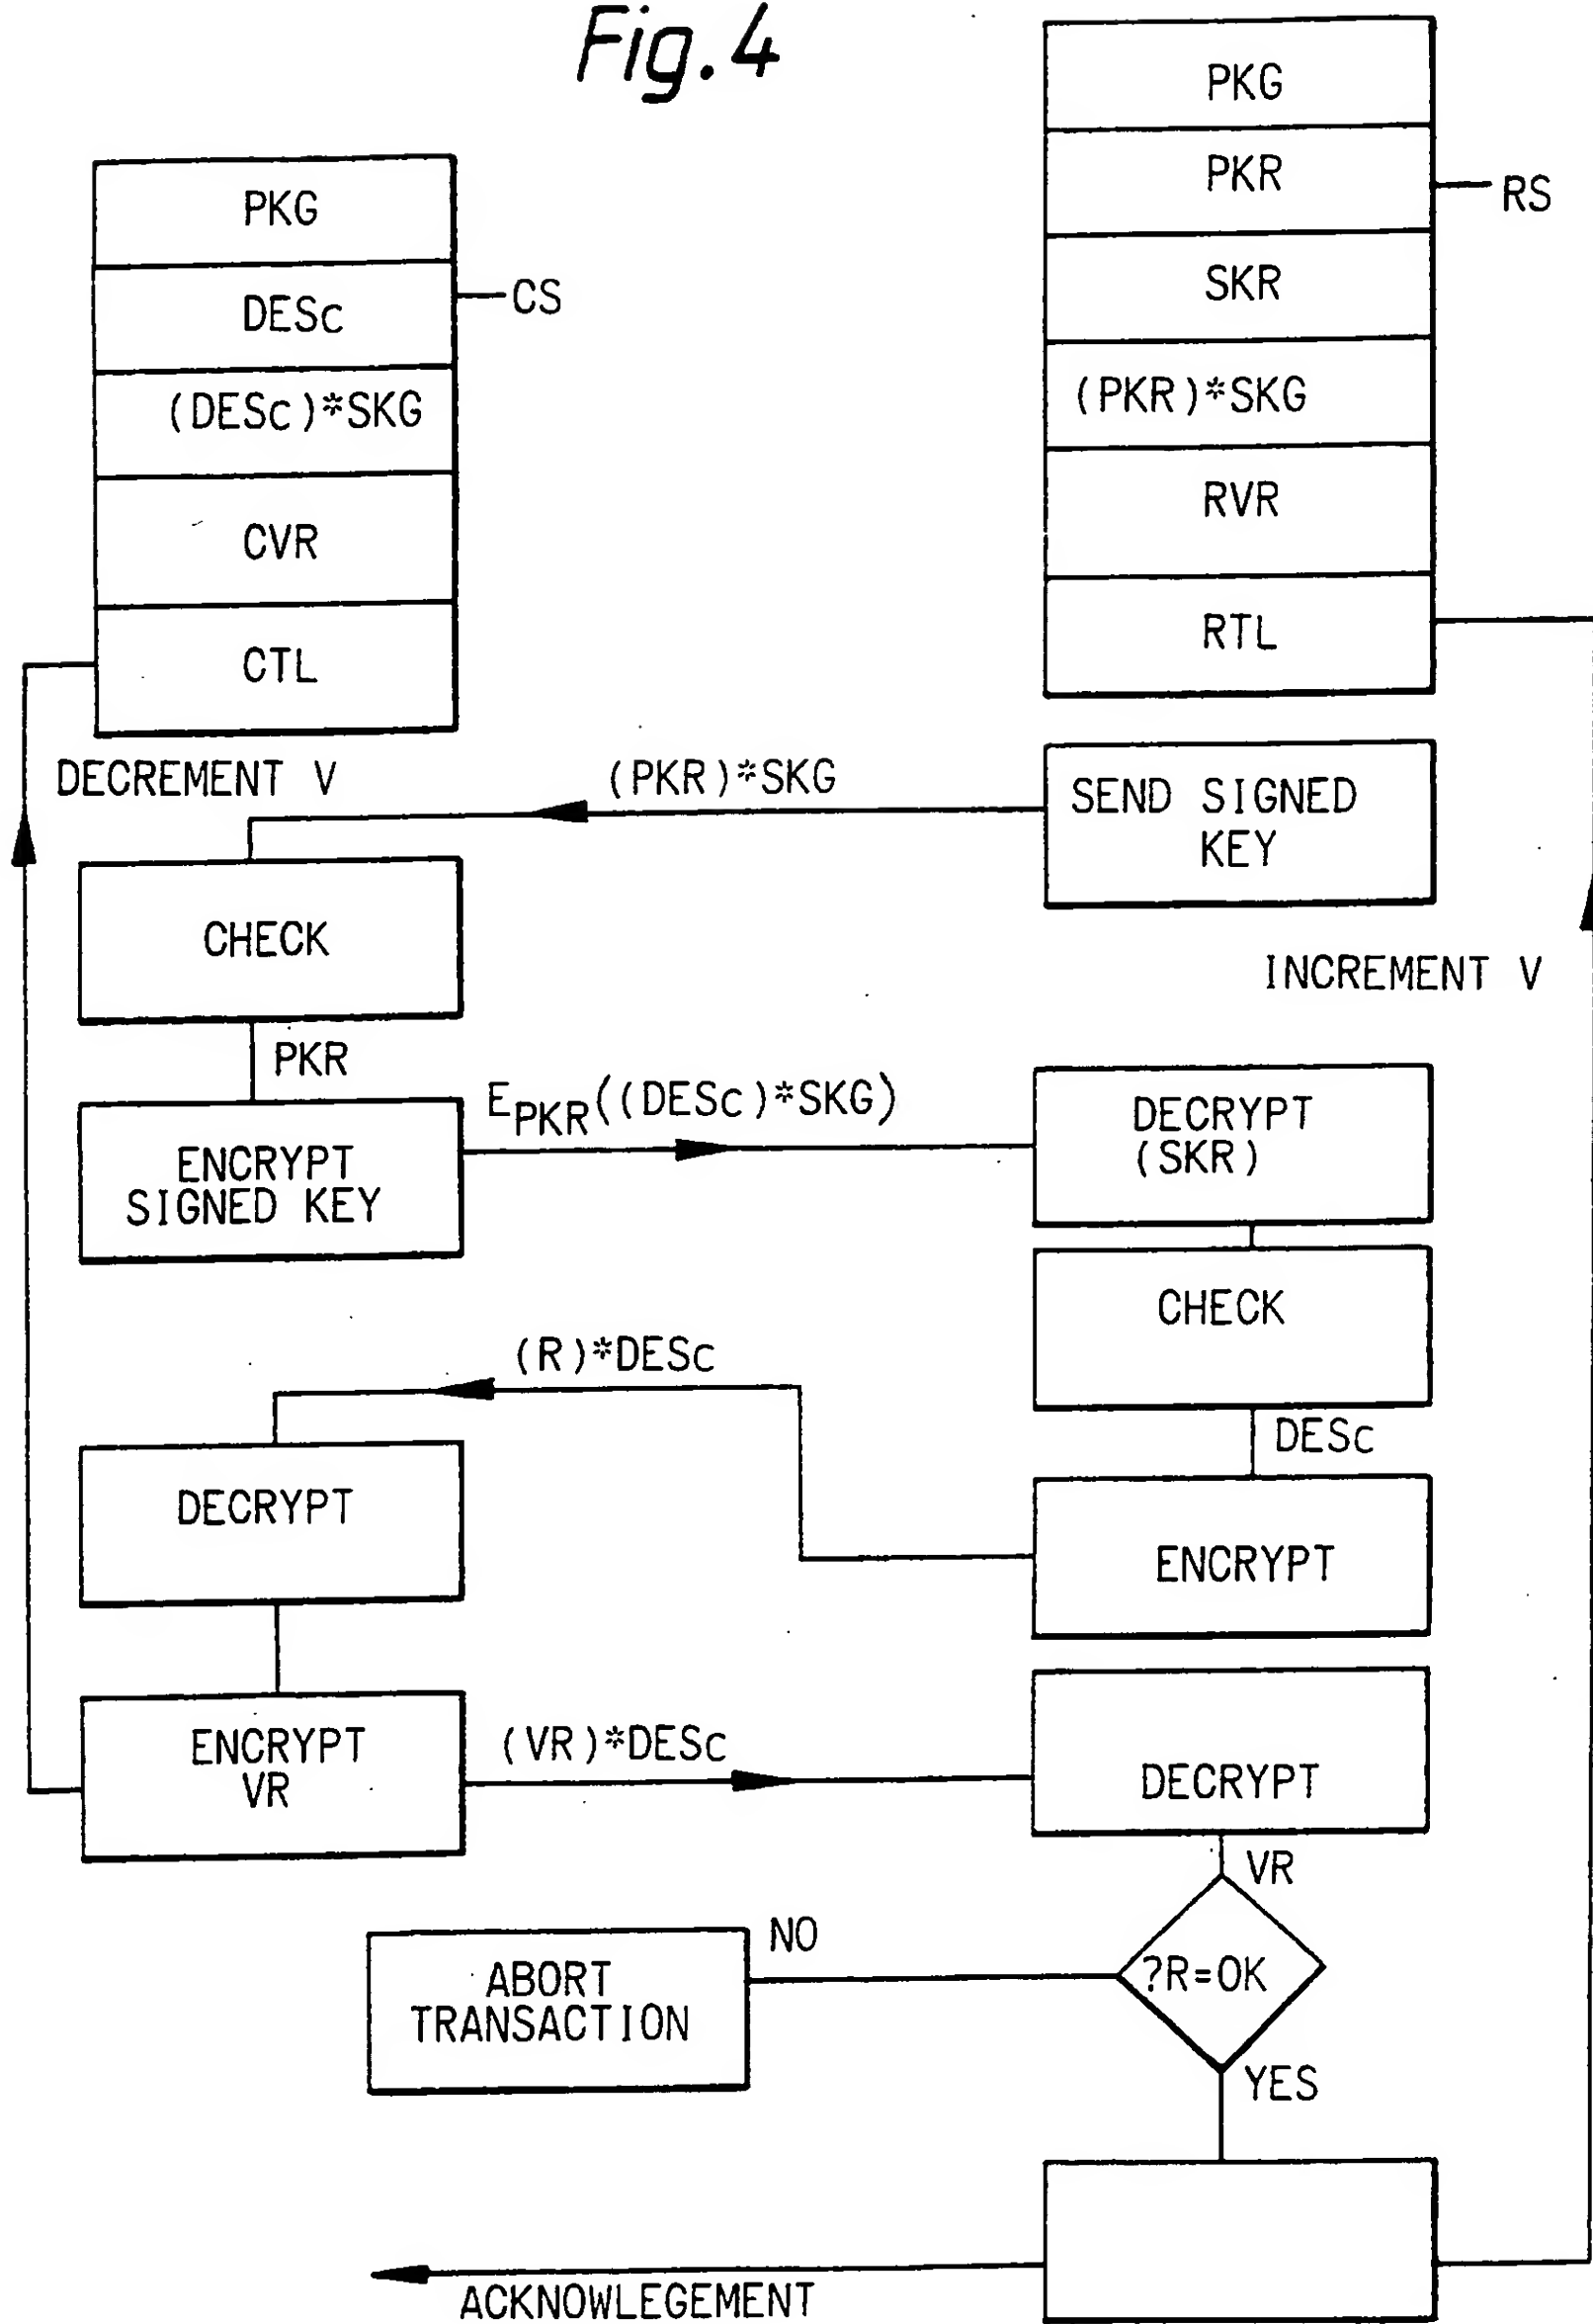 Fig.4
PKG
DESc
(DESc)*SKG
CVR
CTL
CS
PKG
PKR
SKR
(PKR)*SKG
RVR
RTL
RS
DECREMENT V
(PKR)*SKG
SEND SIGNED
KEY
CHECK
INCREMENT V
PKR
ENCRYPT
SIGNED KEY
EPKR((DESc)*SKG)
DECRYPT
(SKR)
CHECK
DESc
(R)*DESc
DECRYPT
ENCRYPT
ENCRYPT
VR
(VR)*DESc
DECRYPT
VR
?R=OK
NO
ABORT
TRANSACTION
YES
ACKNOWLEGEMENT